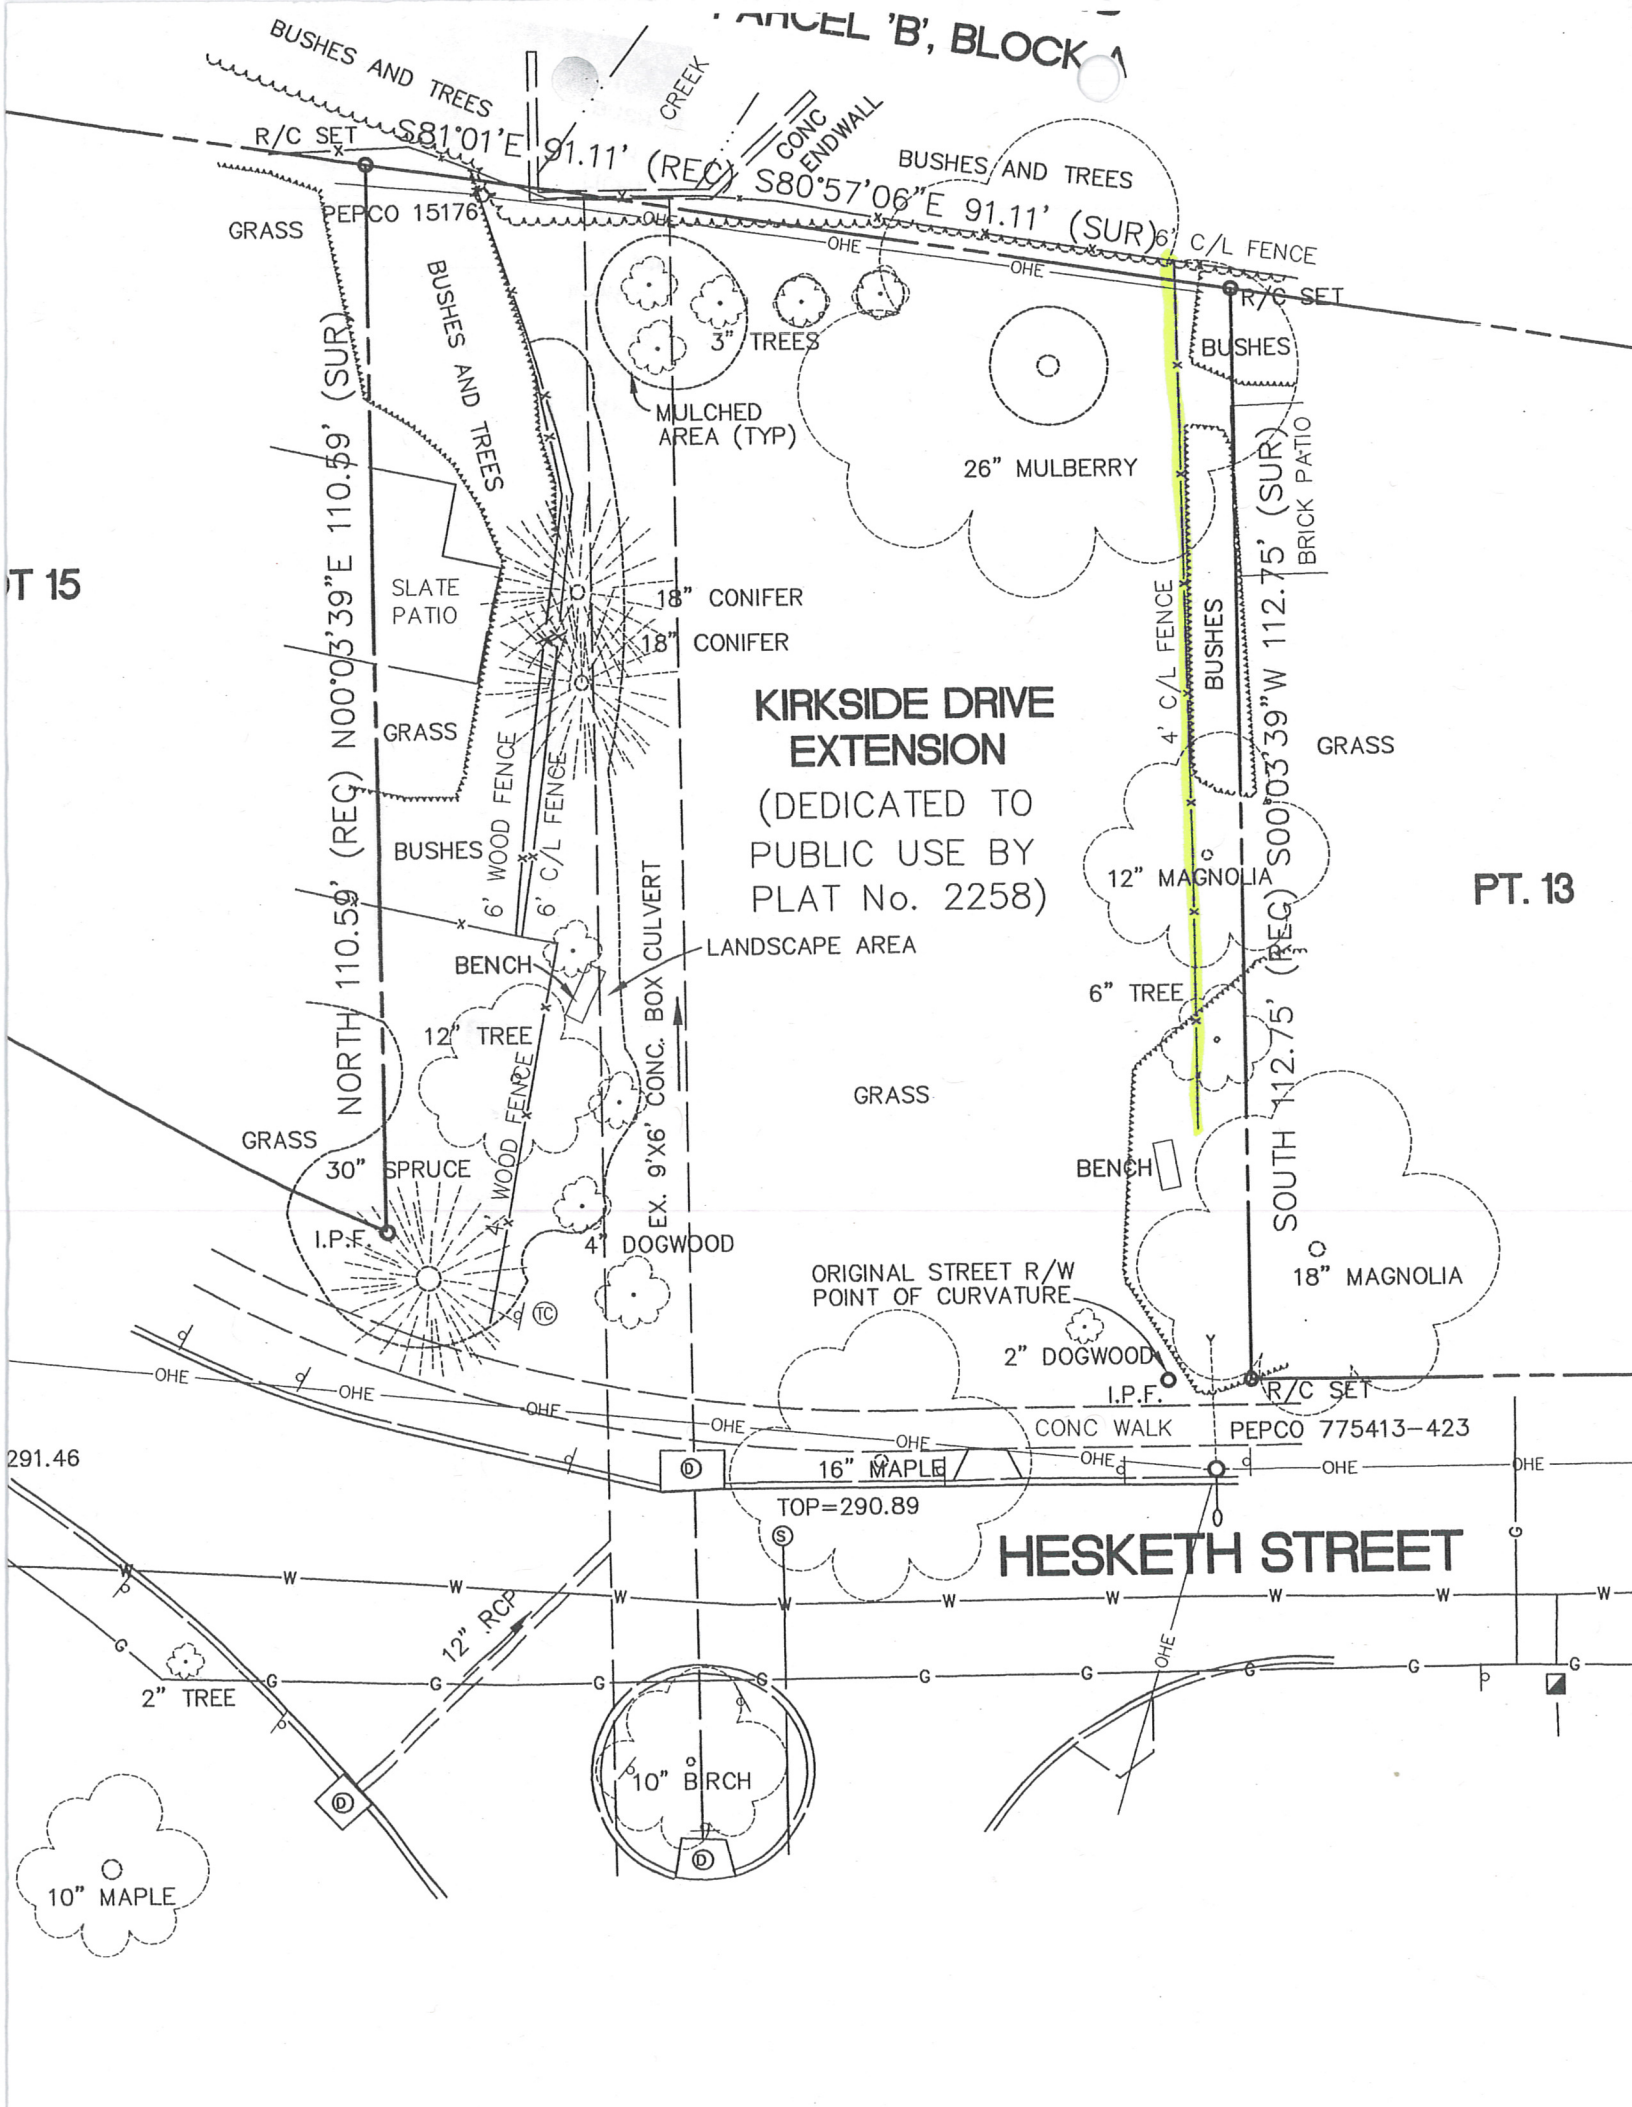 PARCEL 'B', BLOCK
BUSHES AND TREES
CREEK
CONC
ENDWALL
R/C SET
S81°01'E 91.11' (REC) S80°57'06"E 91.11' (SUR)
BUSHES AND TREES
6' C/L FENCE
GRASS
PEPCO 15176
OHE
OHE
OHE
R/C SET
BUSHES
3" TREES
MULCHED
AREA (TYP)
BUSHES AND TREES
26" MULBERRY
BRICK PATIO
NORTH 110.59' (REC) N00°03'39"E 110.59' (SUR)
SOUTH 112.75' (REC) S00°03'39"W 112.75' (SUR)
SLATE
PATIO
18" CONIFER
18" CONIFER
4' C/L FENCE
BUSHES
KIRKSIDE DRIVE
EXTENSION
(DEDICATED TO
PUBLIC USE BY
PLAT No. 2258)
T 15
GRASS
GRASS
6' WOOD FENCE
6' C/L FENCE
BUSHES
12" MAGNOLIA
PT. 13
EX. 9'X6' CONC. BOX CULVERT
LANDSCAPE AREA
BENCH
6" TREE
12" TREE
GRASS
4' WOOD FENCE
GRASS
30" SPRUCE
BENCH
I.P.F.
4" DOGWOOD
ORIGINAL STREET R/W
POINT OF CURVATURE
18" MAGNOLIA
TC
2" DOGWOOD
I.P.F.
R/C SET
OHE
OHE
OHE
OHE
OHE
CONC WALK
PEPCO 775413-423
291.46
D
16" MAPLE
OHE
OHE
OHE
TOP=290.89
S
HESKETH STREET
G
W W W W W W W W W W
12" RCP
OHE
G G G G G G G G G G
2" TREE
10" BIRCH
D
D
10" MAPLE